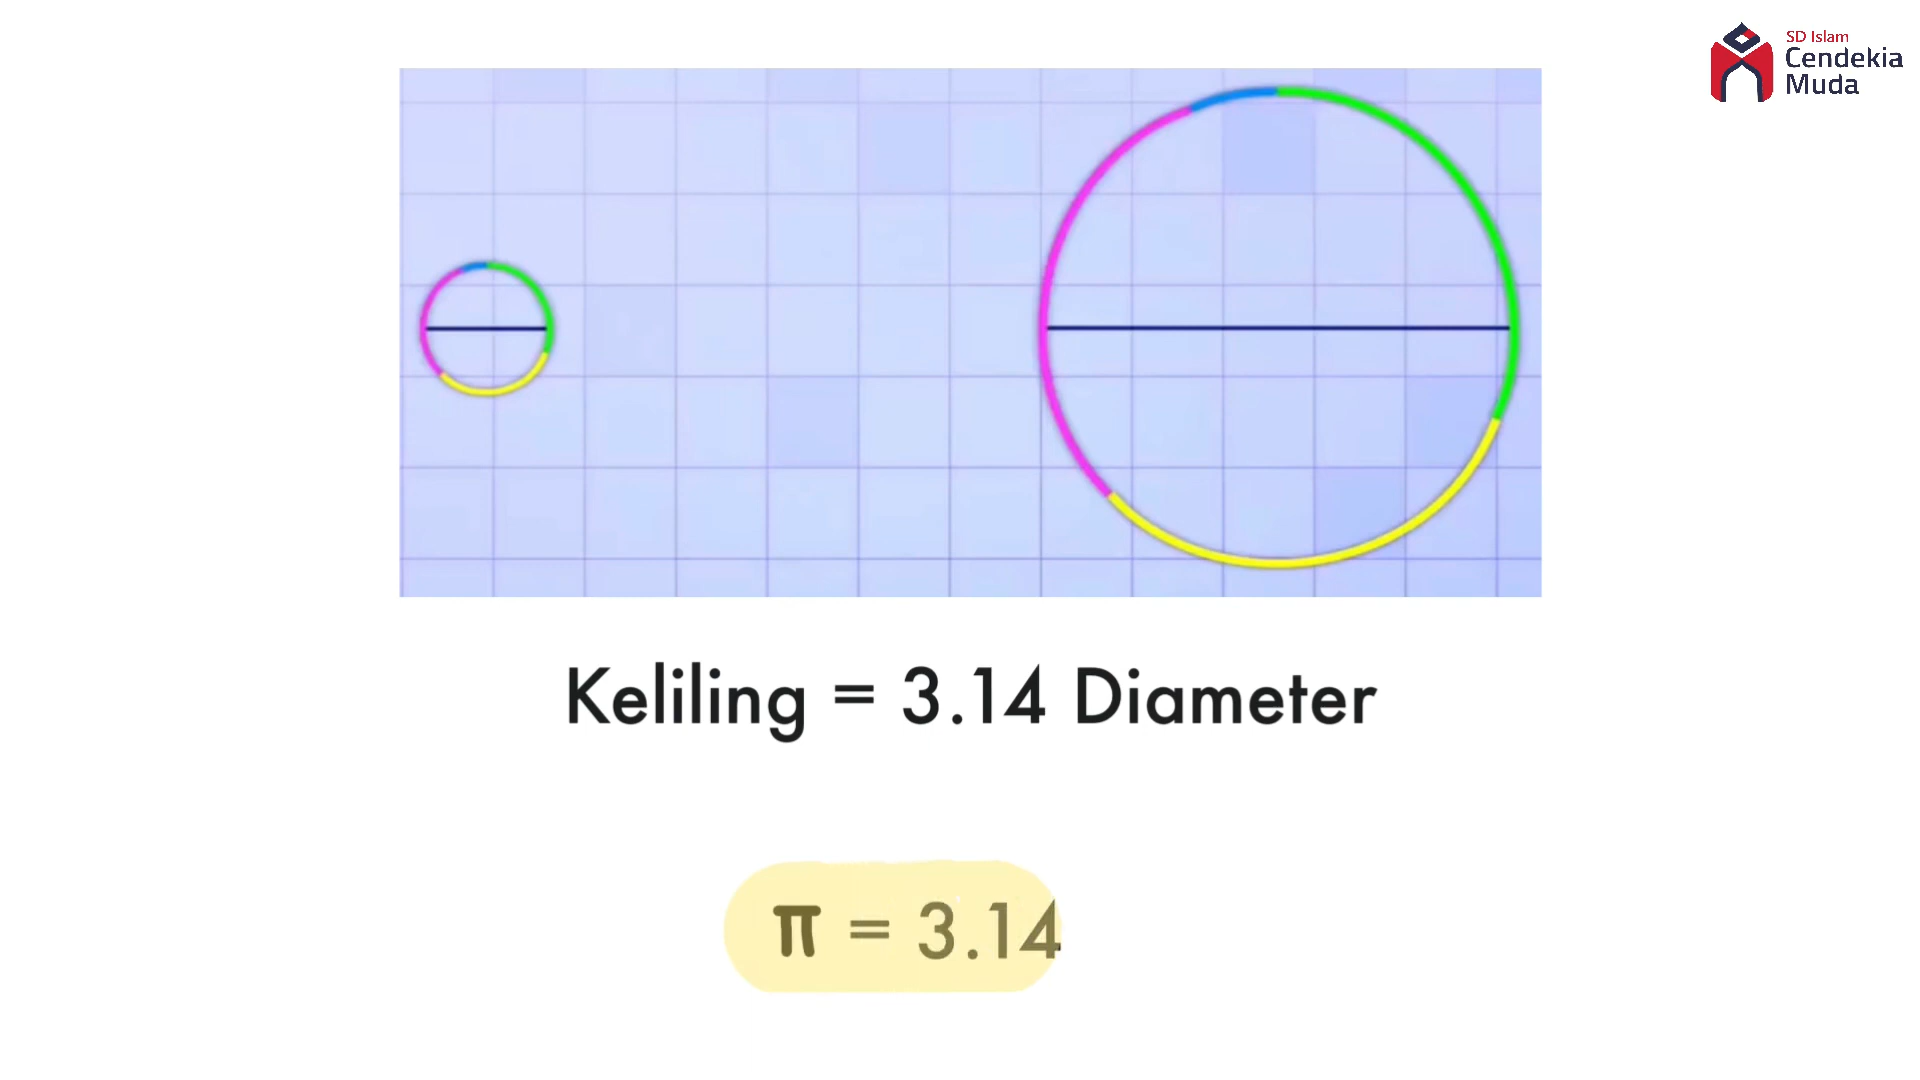 SD Islam
Cendekia
Muda
Keliling = 3.14 Diameter
π = 3.14